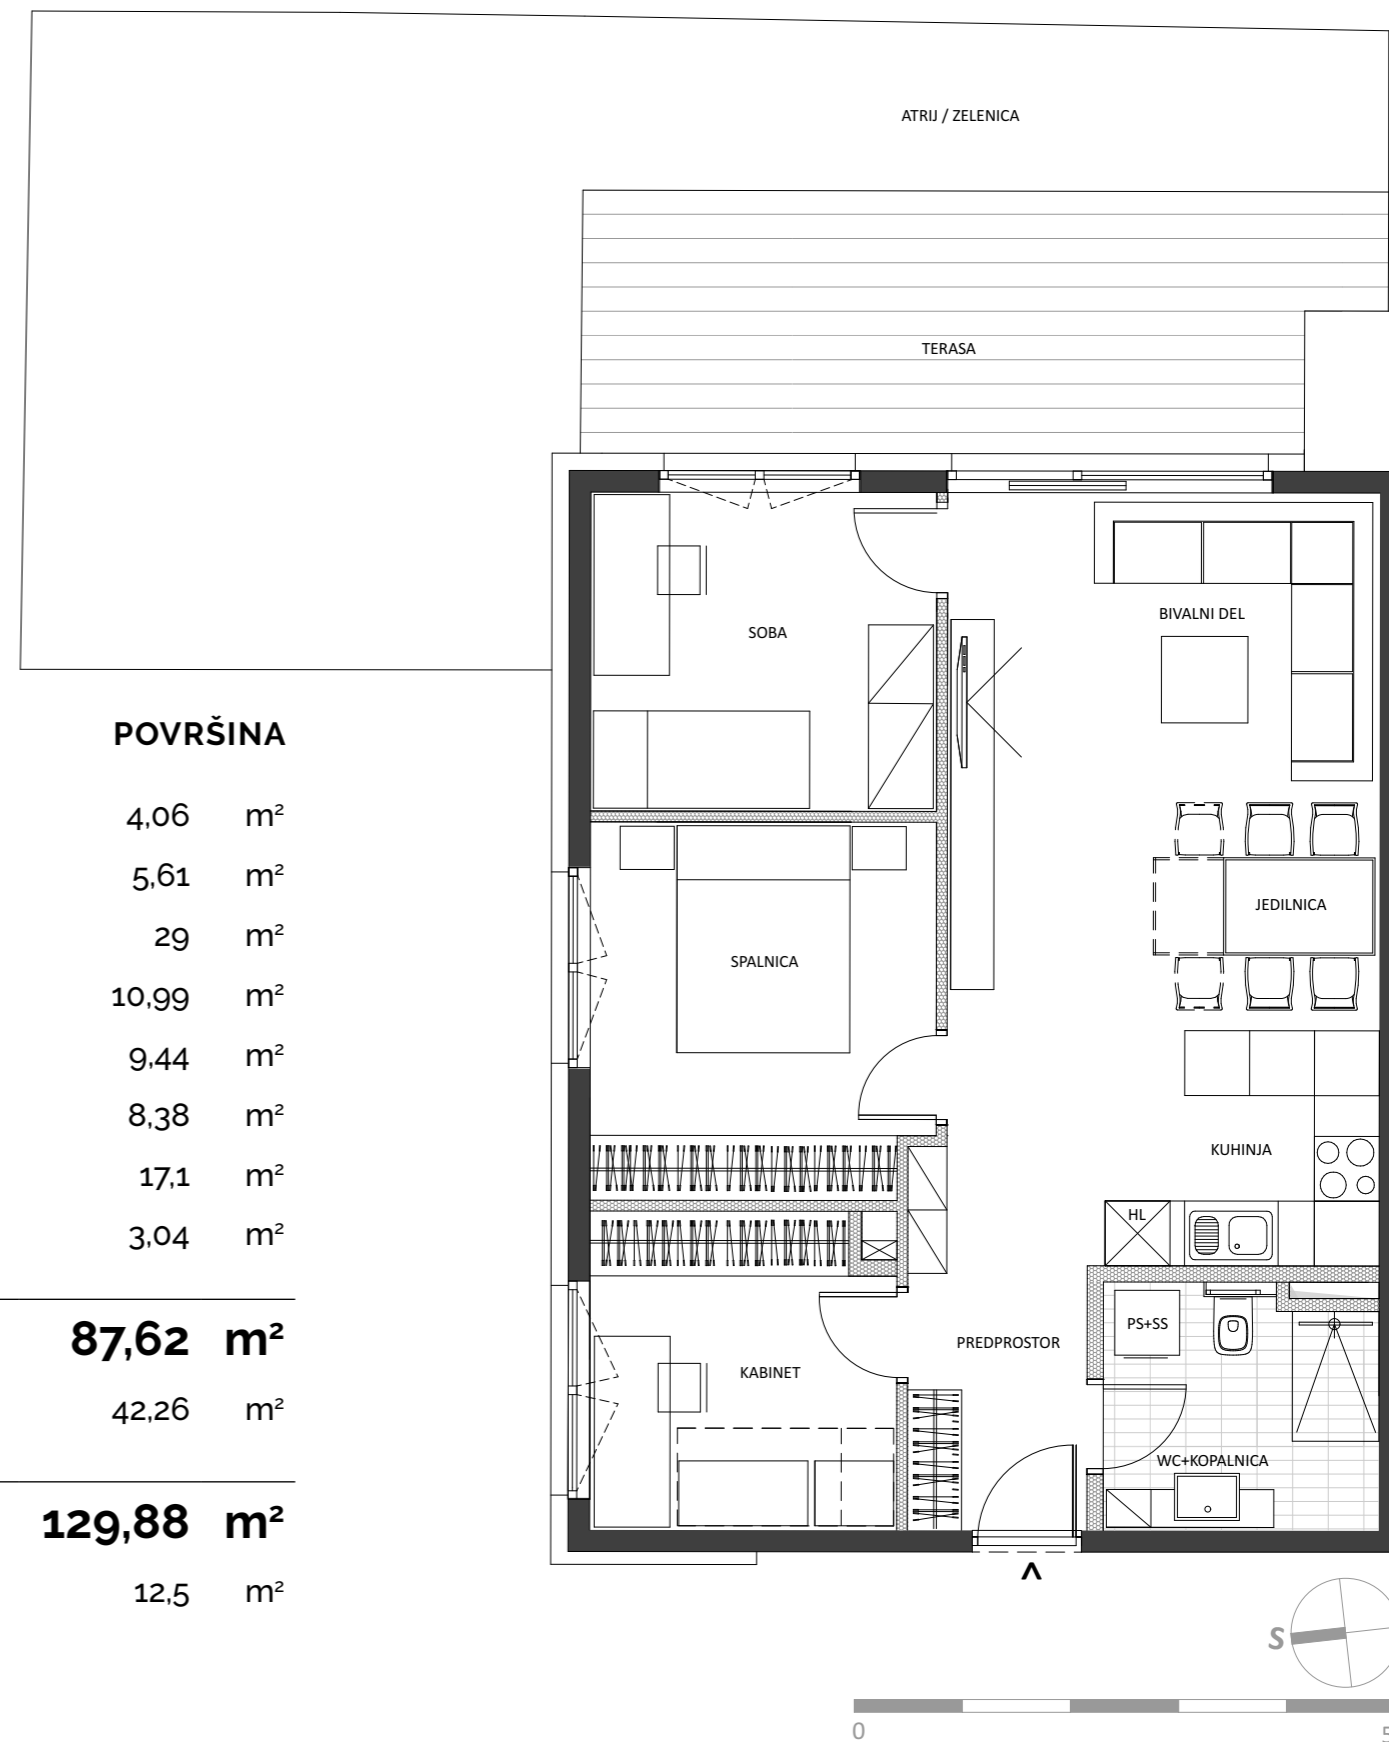 ATRIJ / ZELENICA
TERASA
BIVALNI DEL
SOBA
POVRŠINA
4,06 m²
5,61 m²
29 m²
10,99 m²
9,44 m²
8,38 m²
17,1 m²
3,04 m²
87,62 m²
42,26 m²
129,88 m²
12,5 m²
JEDILNICA
SPALNICA
KUHINJA
HL
PS+SS
PREDPROSTOR
KABINET
WC+KOPALNICA
S
0